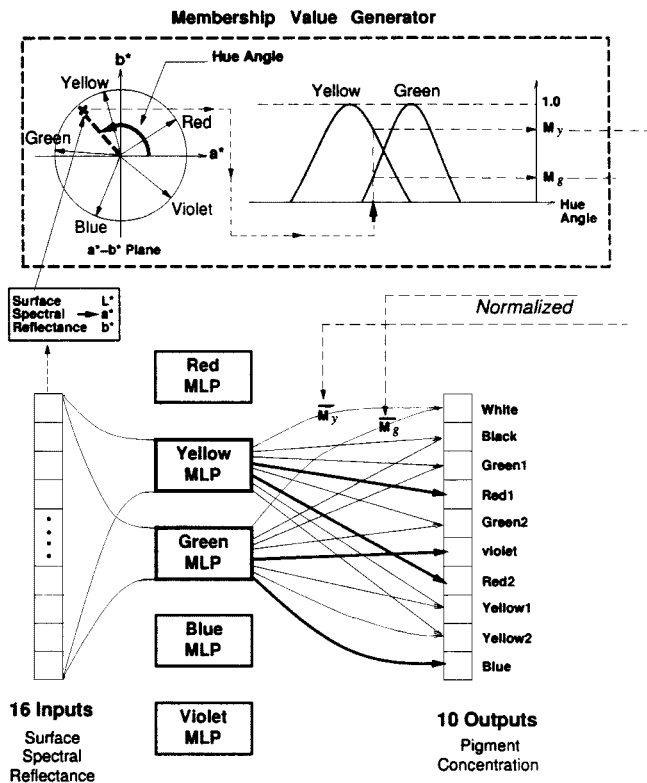 Membership Value Generator
b*
Yellow
Hue Angle
Red
Green
a*
Violet
Blue
a*–b* Plane
Yellow Green
1.0
My
Mg
Hue
Angle
Surface L*
Spectral a*
Reflectance b*
Normalized
Red
MLP
My
Mg
White
Black
Yellow
MLP
Green1
Red1
Green2
Green
MLP
violet
Red2
Yellow1
Blue
MLP
Yellow2
Blue
16 Inputs
Surface
Spectral
Reflectance
Violet
MLP
10 Outputs
Pigment
Concentration